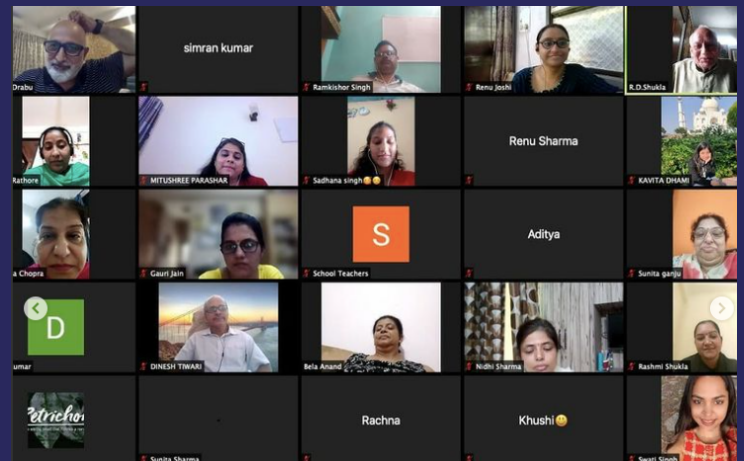 Drabu
simran kumar
Ramkishor Singh
Renu Joshi
R.D.Shukla
Rathore
MITUSHREE PARASHAR
Sadhana singh🥰🥰
Renu Sharma
KAVITA DHAMI
a Chopra
Gauri Jain
S
School Teachers
Aditya
Sunita ganju
D
umar
DINESH TIWARI
Bela Anand
Nidhi Sharma
Rashmi Shukla
Petrichor
Sunita Sharma
Rachna
Khushi😀
Swati Singh